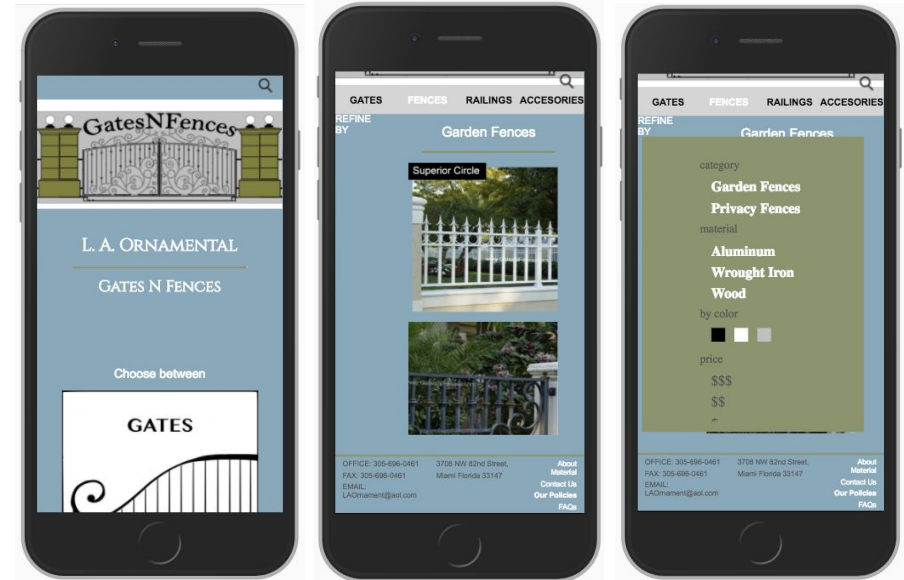 GatesNFences
L. A. ORNAMENTAL
GATES N FENCES
Choose between
GATES
GATES FENCES RAILINGS ACCESORIES
REFINE
BY
Garden Fences
Superior Circle
OFFICE: 305-696-0461
FAX: 305-696-0461
EMAIL:
LAOrnament@aol.com
3708 NW 82nd Street,
Miami Florida 33147
About
Material
Contact Us
Our Policies
FAQs
GATES FENCES RAILINGS ACCESORIES
REFINE
BY
Garden Fences
category
Garden Fences
Privacy Fences
material
Aluminum
Wrought Iron
Wood
by color
price
$$$
$$
OFFICE: 305-696-0461
FAX: 305-696-0461
EMAIL:
LAOrnament@aol.com
3708 NW 82nd Street,
Miami Florida 33147
About
Material
Contact Us
Our Policies
FAQs